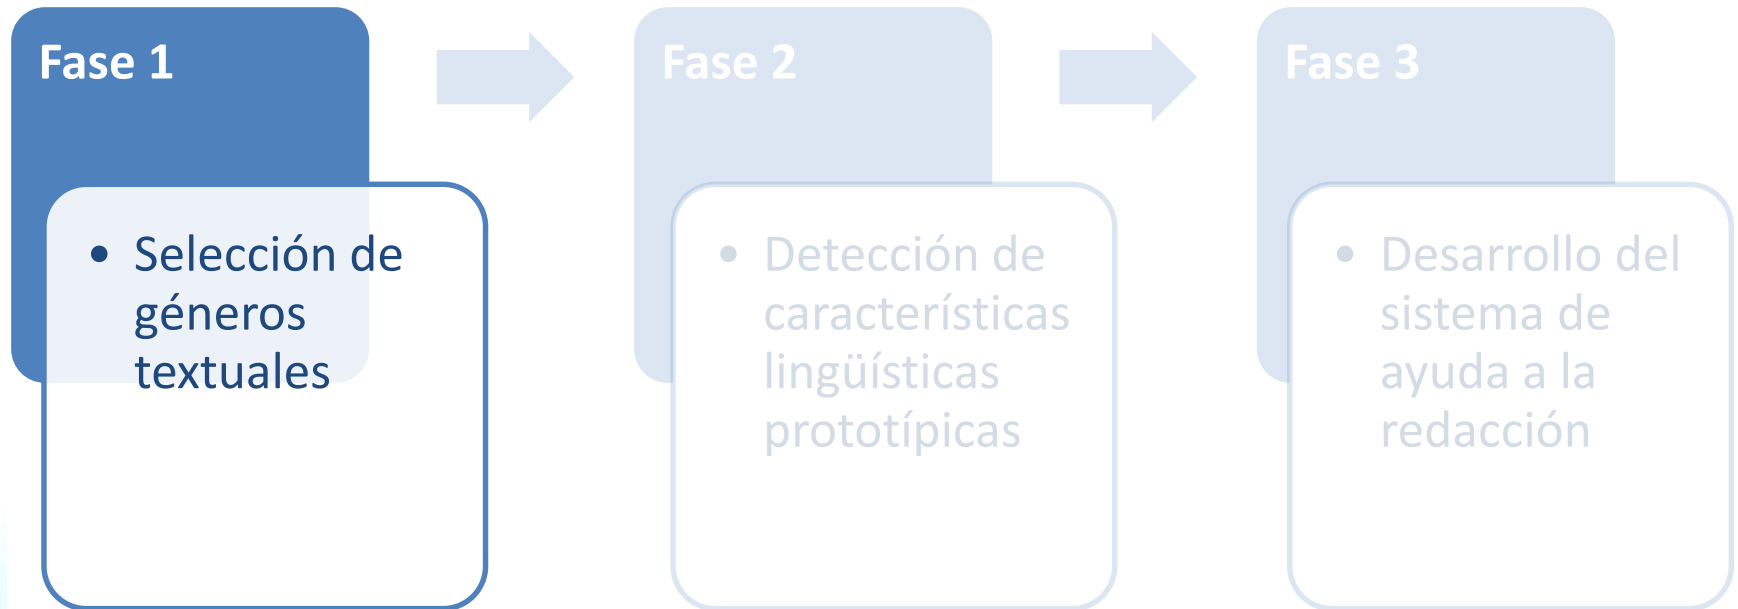 Fase 1
• Selección de
géneros
textuales
Fase 2
• Detección de
características
lingüísticas
prototípicas
Fase 3
• Desarrollo del
sistema de
ayuda a la
redacción